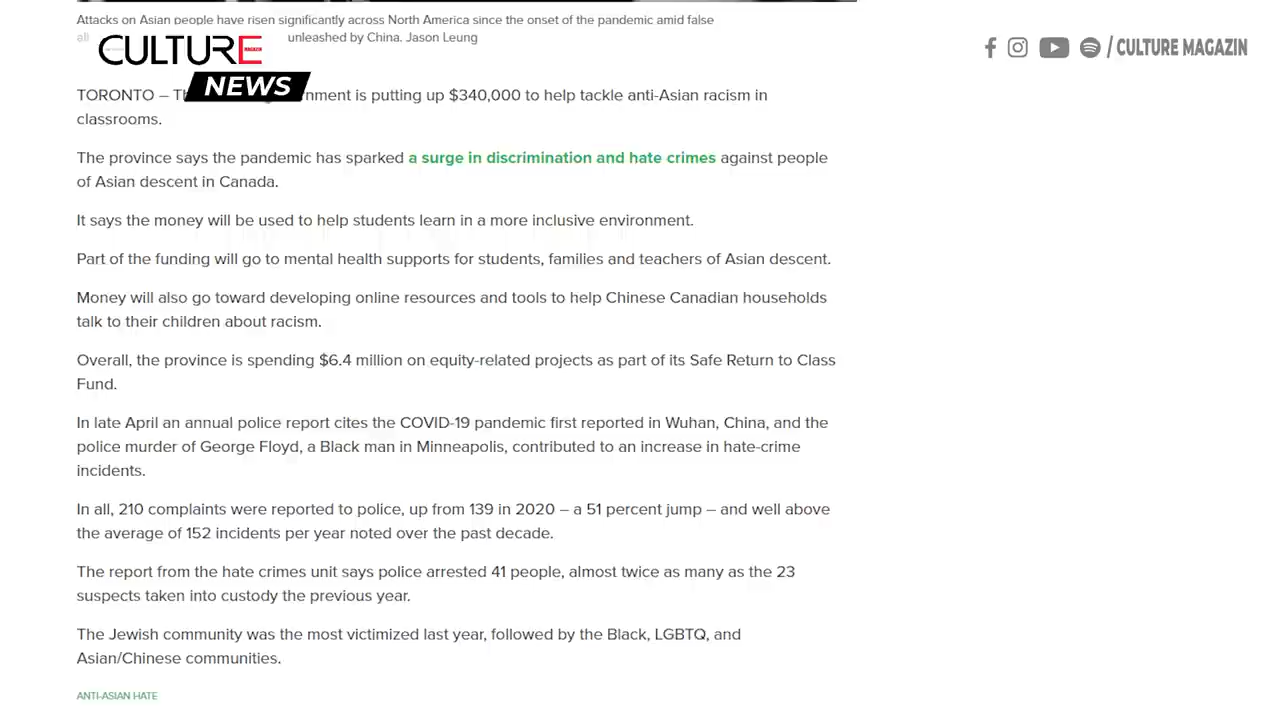 Attacks on Asian people have risen significantly across North America since the onset of the pandemic amid false
all unleashed by China. Jason Leung
CULTURE
NEWS
/ CULTURE MAGAZIN
TORONTO – Th nment is putting up $340,000 to help tackle anti-Asian racism in
classrooms.
The province says the pandemic has sparked a surge in discrimination and hate crimes against people
of Asian descent in Canada.
It says the money will be used to help students learn in a more inclusive environment.
Part of the funding will go to mental health supports for students, families and teachers of Asian descent.
Money will also go toward developing online resources and tools to help Chinese Canadian households
talk to their children about racism.
Overall, the province is spending $6.4 million on equity-related projects as part of its Safe Return to Class
Fund.
In late April an annual police report cites the COVID-19 pandemic first reported in Wuhan, China, and the
police murder of George Floyd, a Black man in Minneapolis, contributed to an increase in hate-crime
incidents.
In all, 210 complaints were reported to police, up from 139 in 2020 – a 51 percent jump – and well above
the average of 152 incidents per year noted over the past decade.
The report from the hate crimes unit says police arrested 41 people, almost twice as many as the 23
suspects taken into custody the previous year.
The Jewish community was the most victimized last year, followed by the Black, LGBTQ, and
Asian/Chinese communities.
ANTI-ASIAN HATE